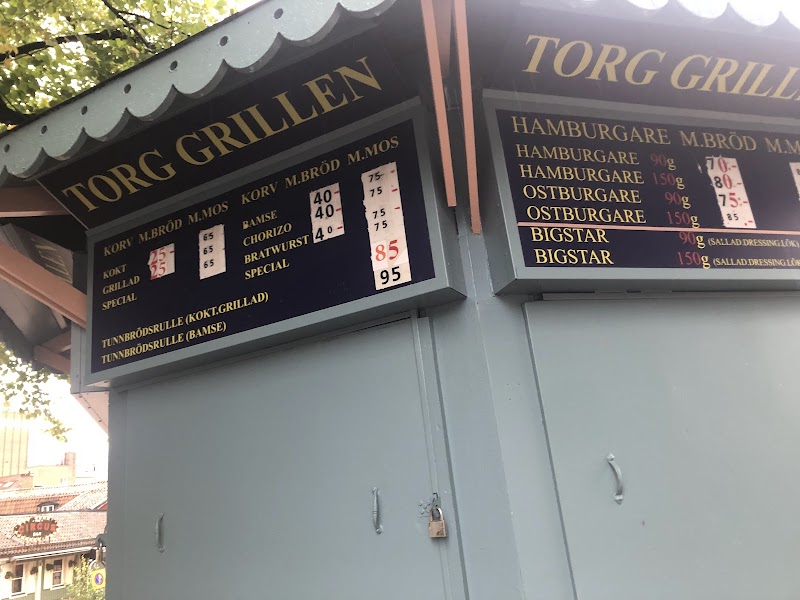 TORG GRILLEN
KORV M.BRÖD M.MOS KORV M.BRÖD M.MOS
KOKT 25 65 BAMSE 40:- 75:-
GRILLAD 25 65 CHORIZO 40:- 75
SPECIAL 65 BRATWURST 40:- 75
SPECIAL 75
85
95
TUNNBRÖDSRULLE (KOKT.GRILLAD)
TUNNBRÖDSRULLE (BAMSE)
TORG GRILL
HAMBURGARE M.BRÖD M.M
HAMBURGARE 90g 70:-
HAMBURGARE 150g 80:-
OSTBURGARE 90g 75:-
OSTBURGARE 150g 85:-
BIGSTAR 90g (SALLAD.DRESSING.LÖK
BIGSTAR 150g (SALLAD.DRESSING.LÖK
CIRCUS